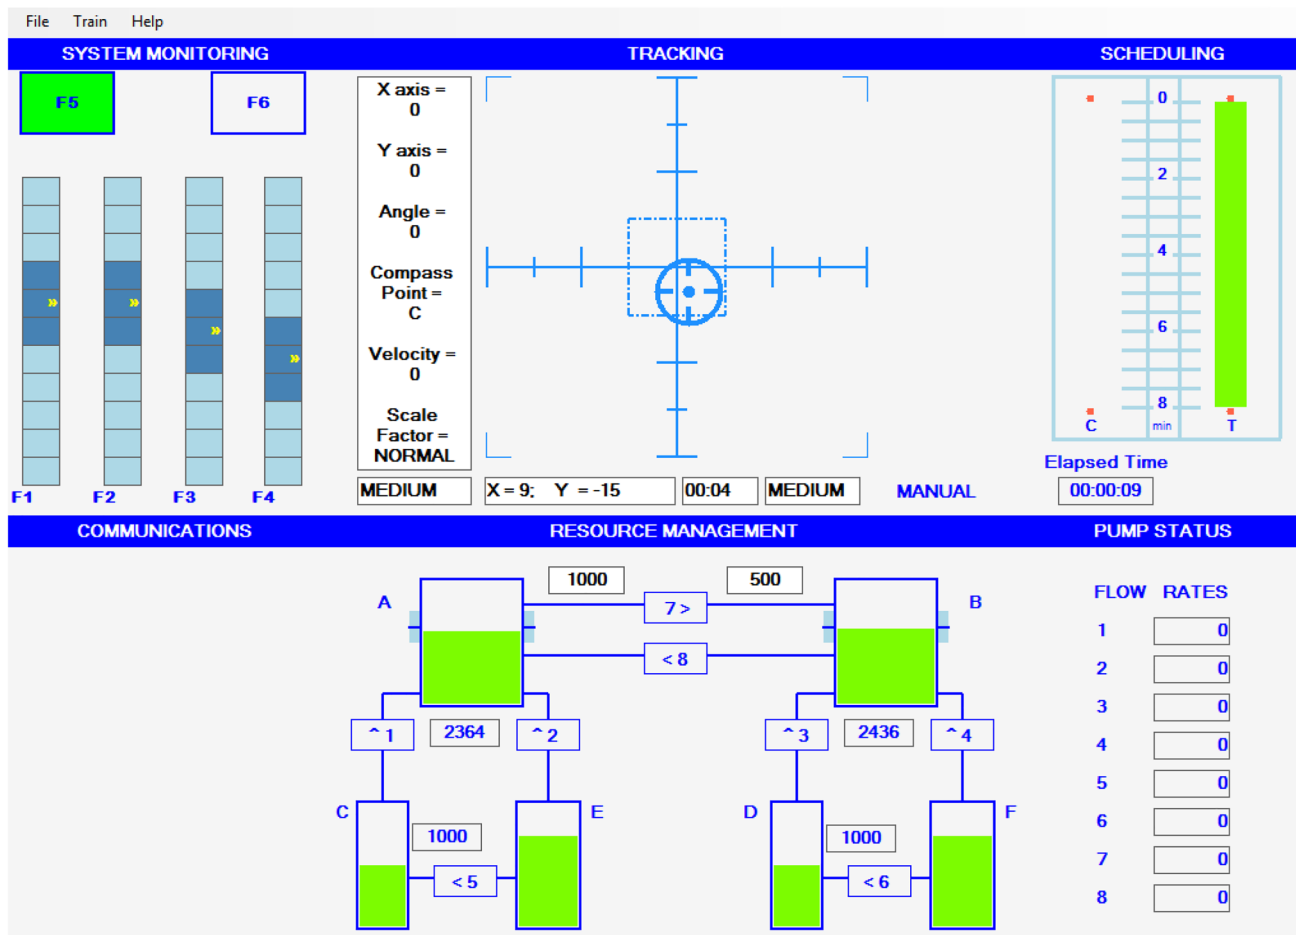 File Train Help
SYSTEM MONITORING TRACKING SCHEDULING
F5 F6
F1 F2 F3 F4
X axis =
0
Y axis =
0
Angle =
0
Compass
Point =
C
Velocity =
0
Scale
Factor =
NORMAL
MEDIUM X = 9; Y = -15 00:04 MEDIUM MANUAL
0
2
4
6
8
C min T
Elapsed Time
00:00:09
COMMUNICATIONS RESOURCE MANAGEMENT PUMP STATUS
1000 500
A 7 > B
< 8
^ 1 2364 ^ 2 ^ 3 2436 ^ 4
C E D F
1000 1000
< 5 < 6
FLOW RATES
1 0
2 0
3 0
4 0
5 0
6 0
7 0
8 0